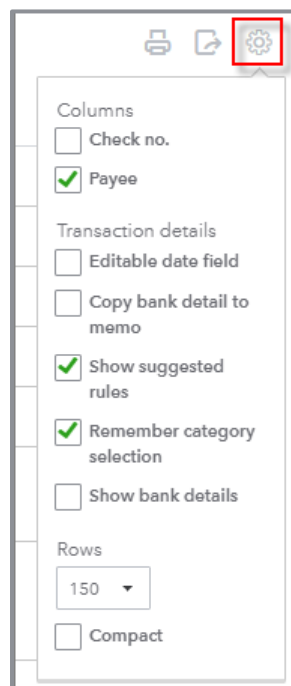 Columns
Check no.
Payee
Transaction details
Editable date field
Copy bank detail to
memo
Show suggested
rules
Remember category
selection
Show bank details
Rows
150
Compact